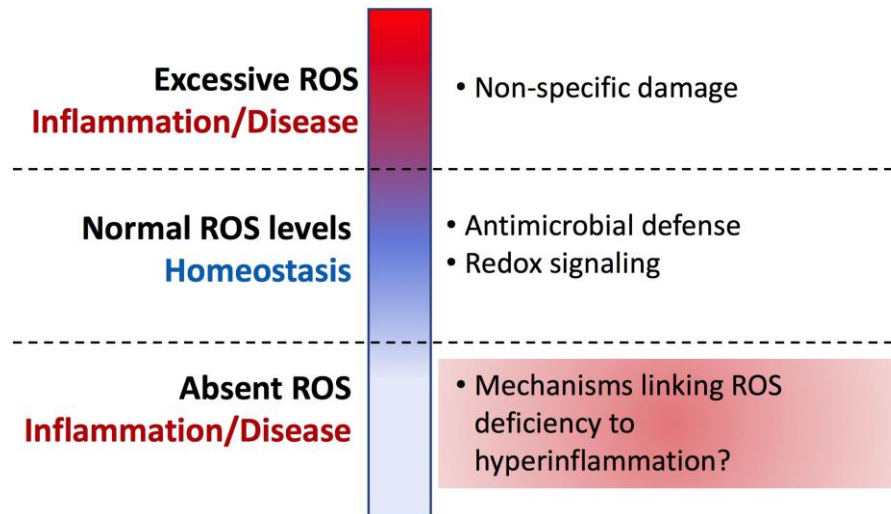 Excessive ROS
Inflammation/Disease
• Non-specific damage
Normal ROS levels
Homeostasis
• Antimicrobial defense
• Redox signaling
Absent ROS
Inflammation/Disease
• Mechanisms linking ROS
deficiency to
hyperinflammation?